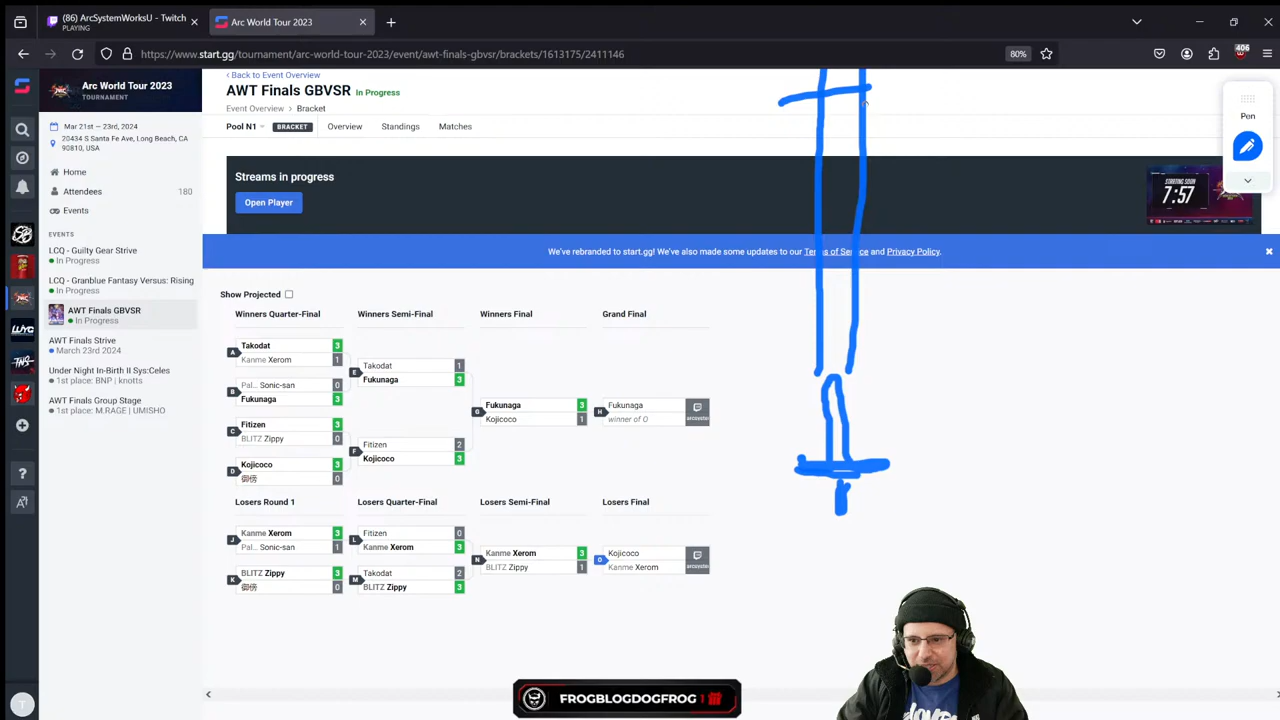 (86) ArcSystemWorksU - Twitch
PLAYING
Arc World Tour 2023
https://www.start.gg/tournament/arc-world-tour-2023/event/awt-finals-gbvsr/brackets/1613175/2411146
80%
406
Arc World Tour 2023
TOURNAMENT
Mar 21st — 23rd, 2024
20434 S Santa Fe Ave, Long Beach, CA
90810, USA
Home
Attendees 180
Events
EVENTS
LCQ - Guilty Gear Strive
In Progress
LCQ - Granblue Fantasy Versus: Rising
In Progress
AWT Finals GBVSR
In Progress
AWT Finals Strive
March 23rd 2024
Under Night In-Birth II Sys:Celes
1st place: BNP | knotts
AWT Finals Group Stage
1st place: M.RAGE | UMISHO
‹ Back to Event Overview
AWT Finals GBVSR In Progress
Event Overview > Bracket
Pool N1 BRACKET Overview Standings Matches
Streams in progress
Open Player
STARTING SOON
7:57
Pen
We've rebranded to start.gg! We've also made some updates to our Terms of Service and Privacy Policy.
Show Projected
Winners Quarter-Final Winners Semi-Final Winners Final Grand Final
A
Takodat 3
Kanme Xerom 1
B
Pal... Sonic-san 0
Fukunaga 3
C
Fitizen 3
BLITZ Zippy 0
D
Kojicoco 3
御傍 0
E
Takodat 1
Fukunaga 3
F
Fitizen 2
Kojicoco 3
G
Fukunaga 3
Kojicoco 1
H
Fukunaga
winner of O
arcsystem
Losers Round 1 Losers Quarter-Final Losers Semi-Final Losers Final
J
Kanme Xerom 3
Pal... Sonic-san 1
K
BLITZ Zippy 3
御傍 0
L
Fitizen 0
Kanme Xerom 3
M
Takodat 2
BLITZ Zippy 3
N
Kanme Xerom 3
BLITZ Zippy 1
O
Kojicoco
Kanme Xerom
arcsystem
FROGBLOGDOGFROG 1
T